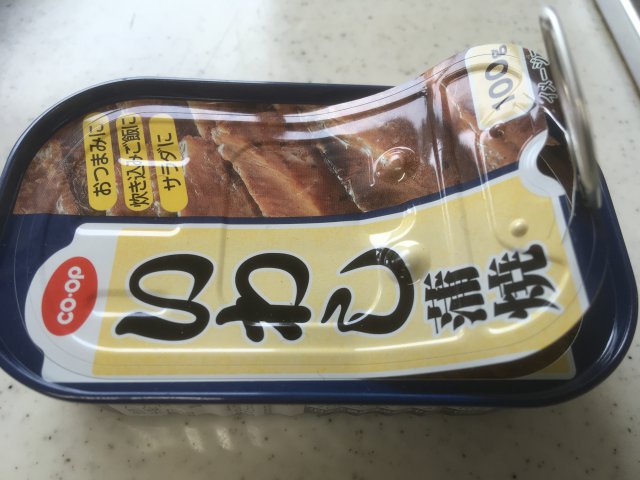 co·op
いわし
蒲焼
おつまみに
炊き込みご飯に
サラダに
100g